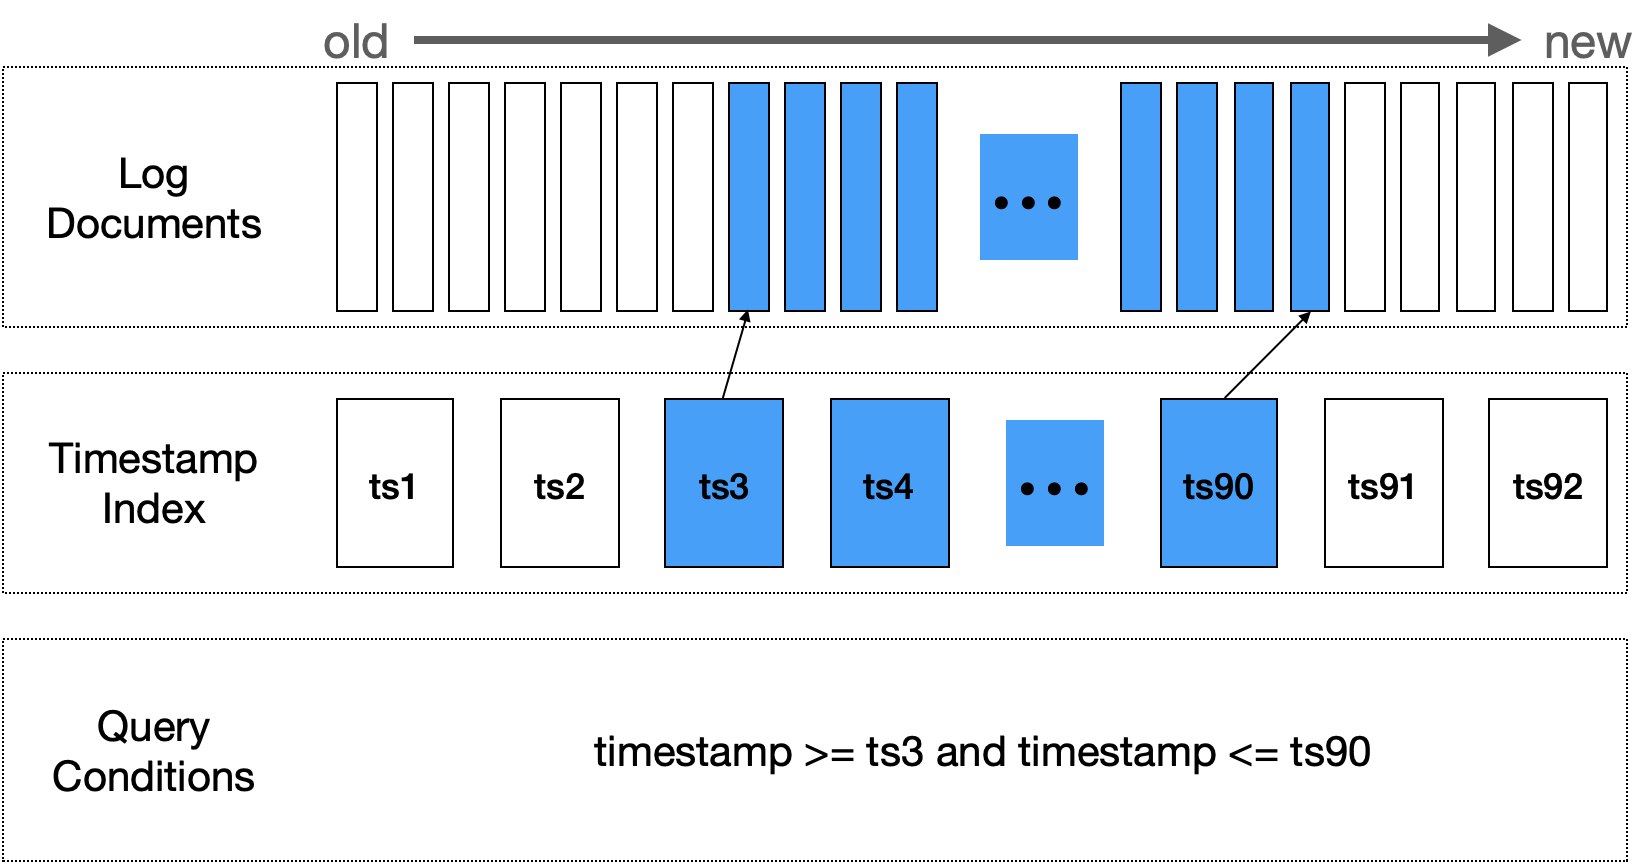 old new
Log
Documents
•••
Timestamp
Index
ts1 ts2 ts3 ts4 ••• ts90 ts91 ts92
Query
Conditions
timestamp >= ts3 and timestamp <= ts90